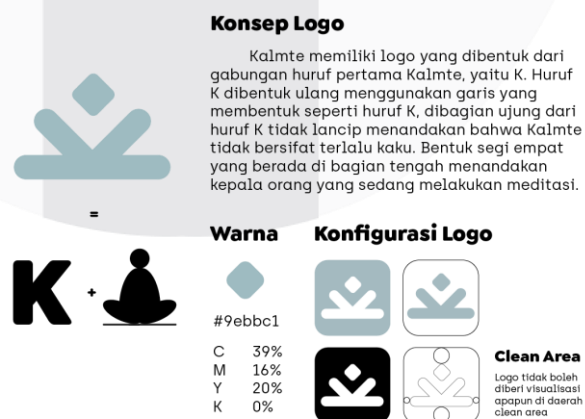 Konsep Logo
Kalmte memiliki logo yang dibentuk dari
gabungan huruf pertama Kalmte, yaitu K. Huruf
K dibentuk ulang menggunakan garis yang
membentuk seperti huruf K, dibagian ujung dari
huruf K tidak lancip menandakan bahwa Kalmte
tidak bersifat terlalu kaku. Bentuk segi empat
yang berada di bagian tengah menandakan
kepala orang yang sedang melakukan meditasi.
=
K +
Warna
#9ebbc1
C 39%
M 16%
Y 20%
K 0%
Konfigurasi Logo
Clean Area
Logo tidak boleh
diberi visualisasi
apapun di daerah
clean area